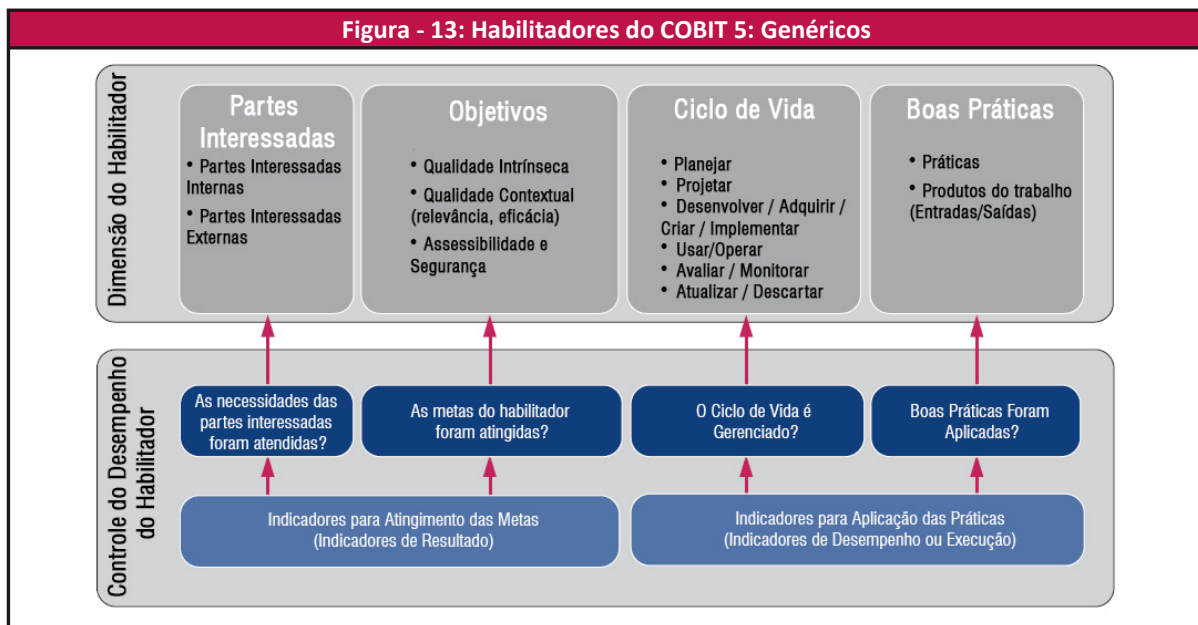 Figura - 13: Habilitadores do COBIT 5: Genéricos
Dimensão do Habilitador
Partes
Interessadas
• Partes Interessadas
Internas
• Partes Interessadas
Externas
Objetivos
• Qualidade Intrínseca
• Qualidade Contextual
(relevância, eficácia)
• Assessibilidade e
Segurança
Ciclo de Vida
• Planejar
• Projetar
• Desenvolver / Adquirir /
Criar / Implementar
• Usar/Operar
• Avaliar / Monitorar
• Atualizar / Descartar
Boas Práticas
• Práticas
• Produtos do trabalho
(Entradas/Saídas)
Controle do Desempenho
do Habilitador
As necessidades das
partes interessadas
foram atendidas?
As metas do habilitador
foram atingidas?
O Ciclo de Vida é
Gerenciado?
Boas Práticas Foram
Aplicadas?
Indicadores para Atingimento das Metas
(Indicadores de Resultado)
Indicadores para Aplicação das Práticas
(Indicadores de Desempenho ou Execução)